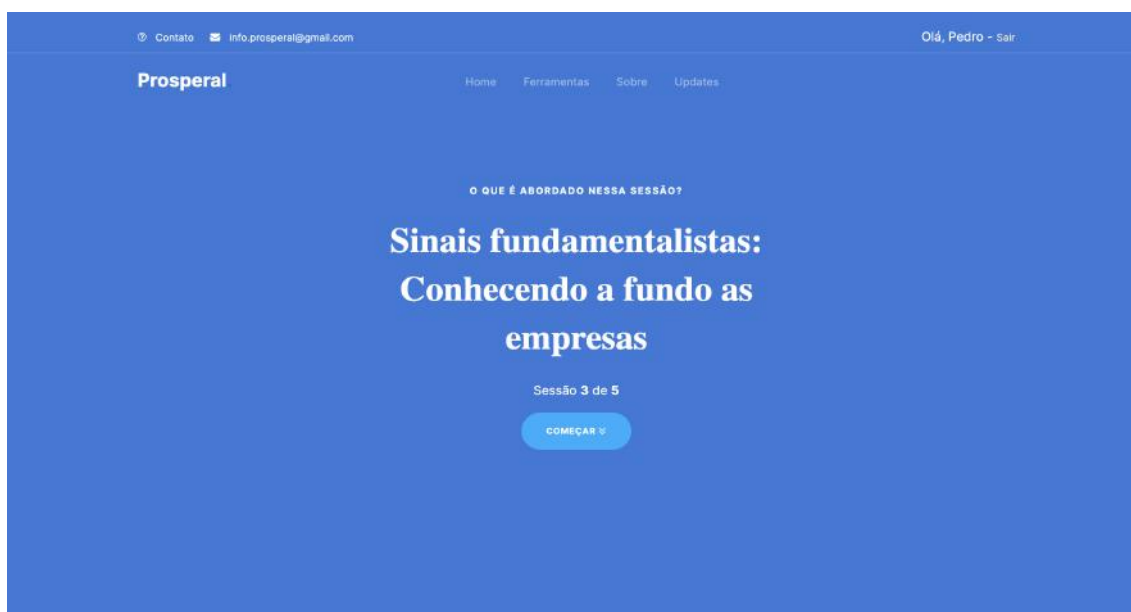 Contato info.prosperal@gmail.com Olá, Pedro - Sair
Prosperal Home Ferramentas Sobre Updates
O QUE É ABORDADO NESSA SESSÃO?
Sinais fundamentalistas:
Conhecendo a fundo as
empresas
Sessão 3 de 5
COMEÇAR